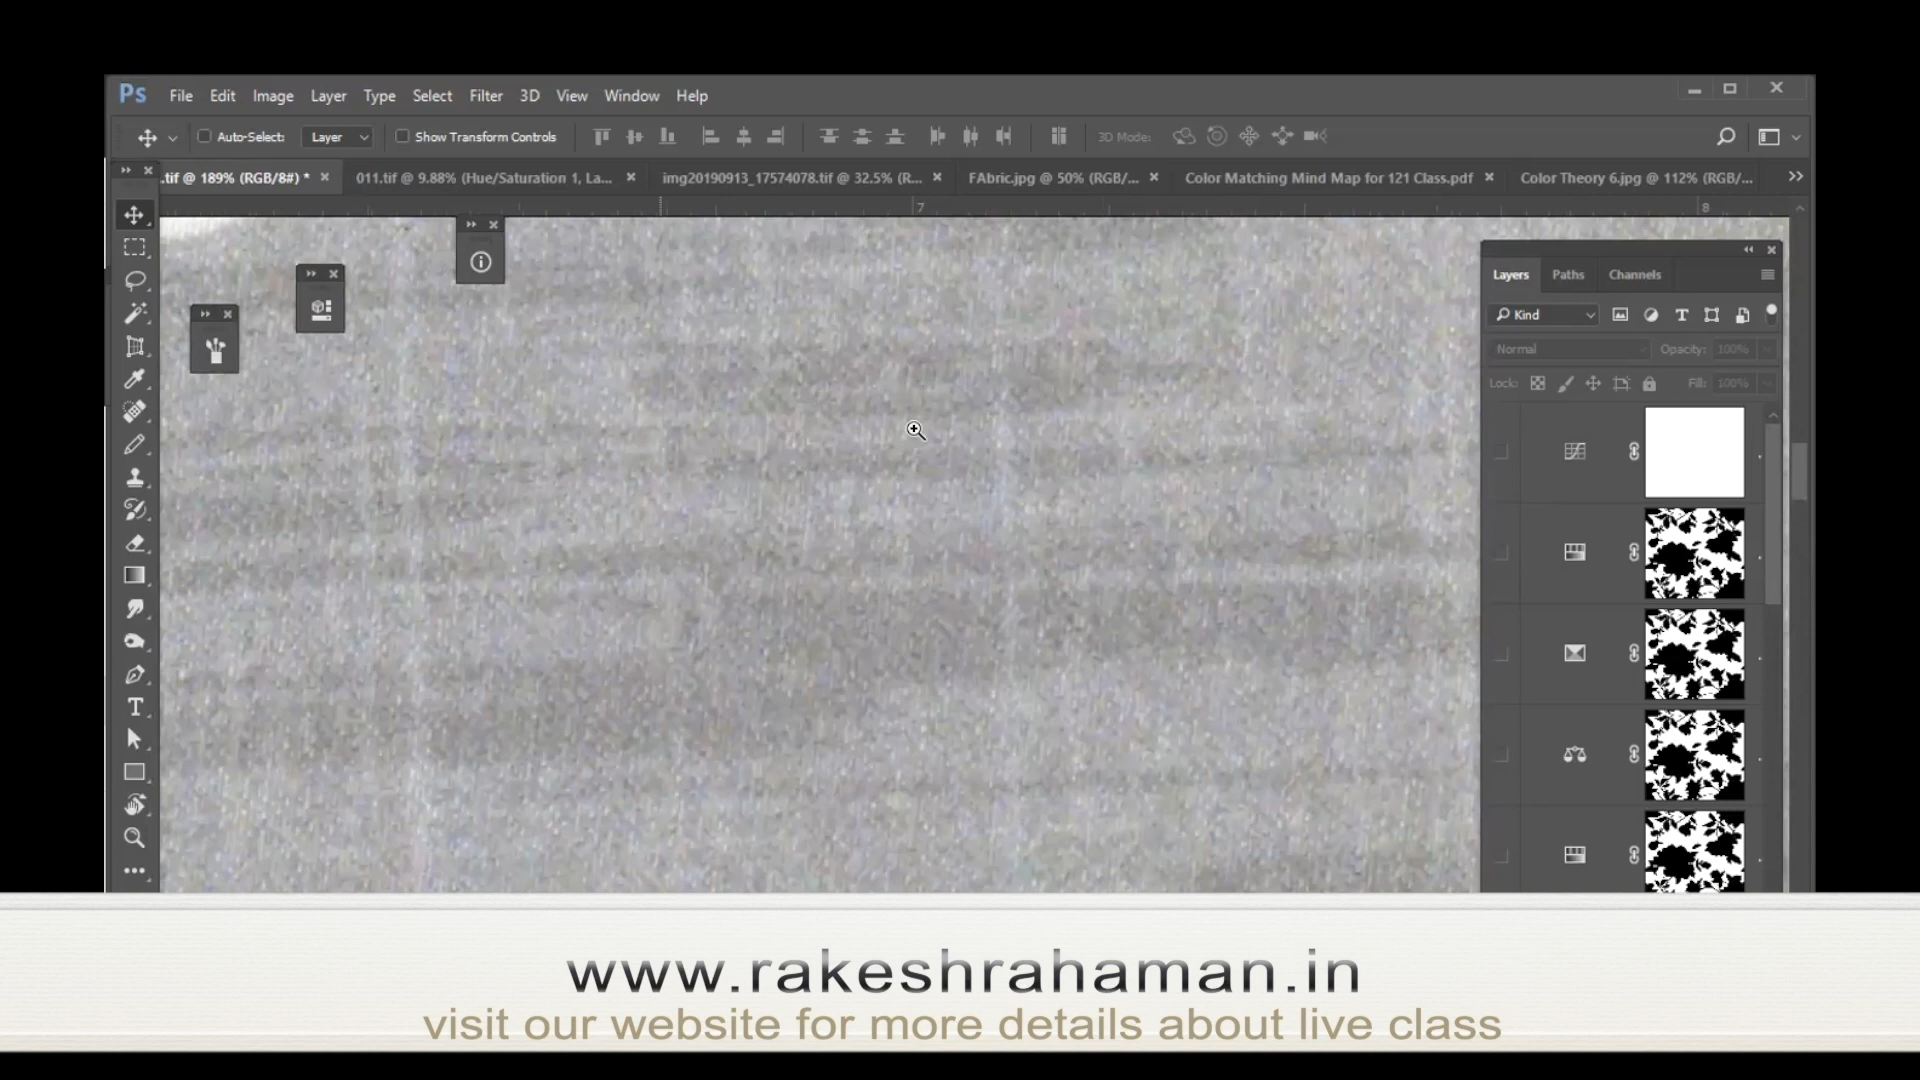 Ps File Edit Image Layer Type Select Filter 3D View Window Help
Auto-Select: Layer Show Transform Controls 3D Mode:
.tif @ 189% (RGB/8#) * 011.tif @ 9.88% (Hue/Saturation 1, La... img20190913_17574078.tif @ 32.5% (R... FAbric.jpg @ 50% (RGB/... Color Matching Mind Map for 121 Class.pdf Color Theory 6.jpg @ 112% (RGB/...
7 8
Layers Paths Channels
Kind
Normal Opacity: 100%
Lock: Fill: 100%
www.rakeshrahaman.in
visit our website for more details about live class